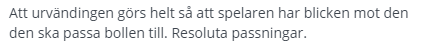 Att urvändingen görs helt så att spelaren har blicken mot den
den ska passa bollen till. Resoluta passningar.